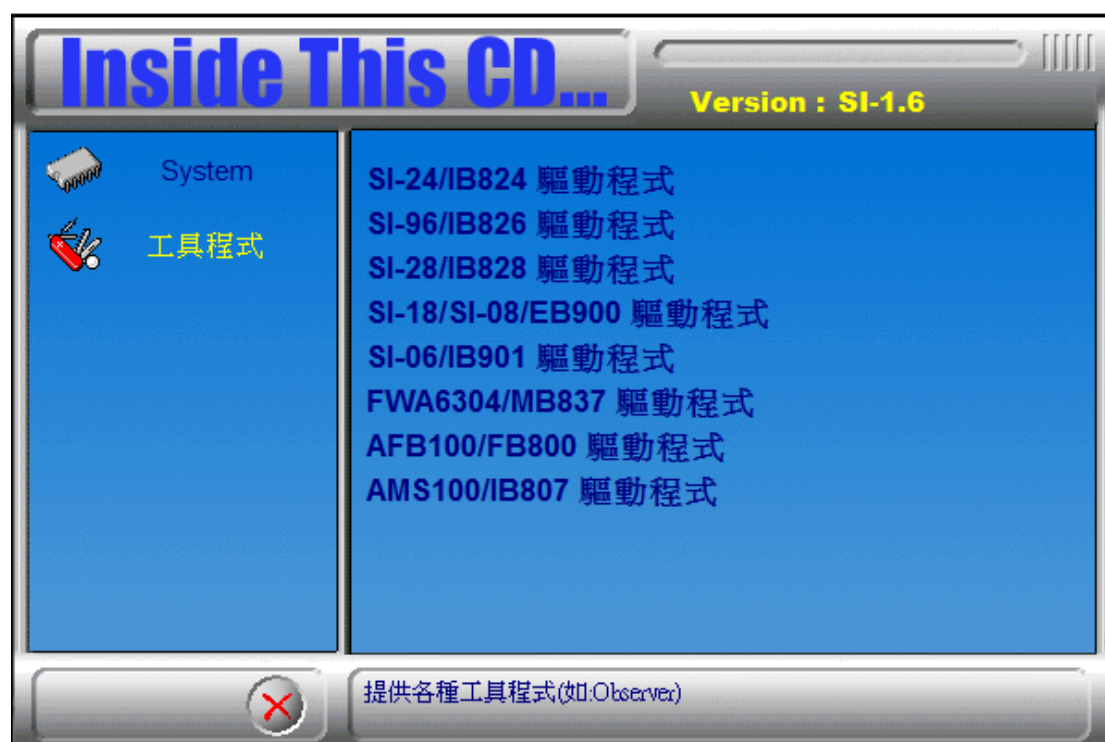 Inside This CD...
Version : SI-1.6
System
工具程式
SI-24/IB824 驅動程式
SI-96/IB826 驅動程式
SI-28/IB828 驅動程式
SI-18/SI-08/EB900 驅動程式
SI-06/IB901 驅動程式
FWA6304/MB837 驅動程式
AFB100/FB800 驅動程式
AMS100/IB807 驅動程式
提供各種工具程式(如:Observer)